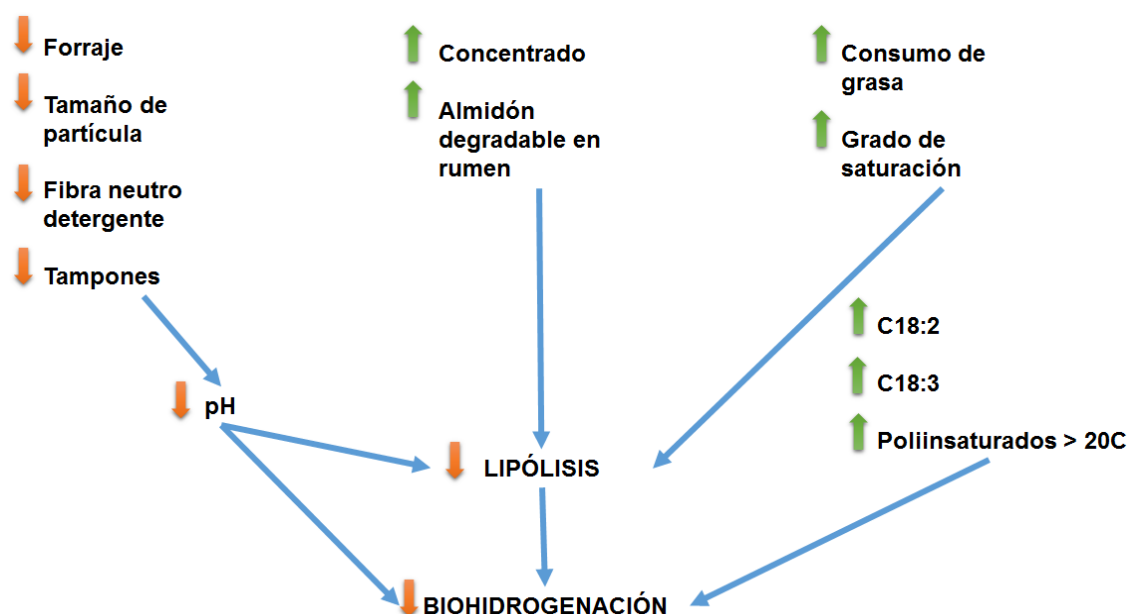 Forraje
Tamaño de
partícula
Fibra neutro
detergente
Tampones
Concentrado
Almidón
degradable en
rumen
Consumo de
grasa
Grado de
saturación
C18:2
C18:3
Poliinsaturados > 20C
pH
LIPÓLISIS
BIOHIDROGENACIÓN